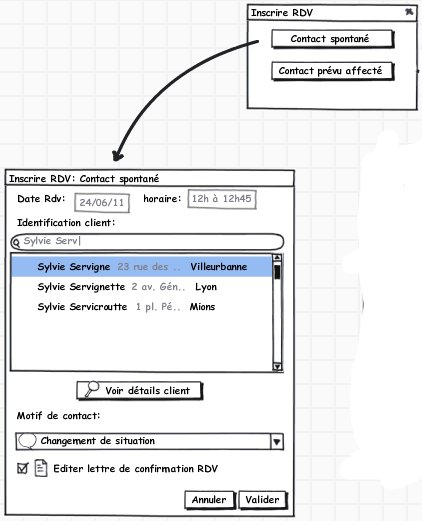 Inscrire RDV
Contact spontané
Contact prévu affecté
Inscrire RDV: Contact spontané
Date Rdv: 24/06/11 horaire: 12h à 12h45
Identification client:
Sylvie Serv
Sylvie Servigne 23 rue des .. Villeurbanne
Sylvie Servignette 2 av. Gén.. Lyon
Sylvie Servicroutte 1 pl. Pé.. Mions
Voir détails client
Motif de contact:
Changement de situation
Editer lettre de confirmation RDV
Annuler Valider